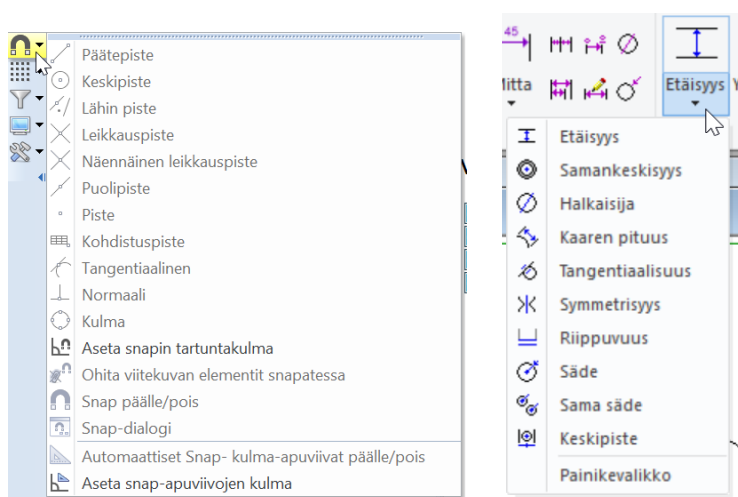 Päätepiste
Keskipiste
Lähin piste
Leikkauspiste
Näennäinen leikkauspiste
Puolipiste
Piste
Kohdistuspiste
Tangentiaalinen
Normaali
Kulma
Aseta snapin tartuntakulma
Ohita viitekuvan elementit snapatessa
Snap päälle/pois
Snap-dialogi
Automaattiset Snap- kulma-apuviivat päälle/pois
Aseta snap-apuviivojen kulma
45
litta
Etäisyys
Etäisyys
Samankeskisyys
Halkaisija
Kaaren pituus
Tangentiaalisuus
Symmetrisyys
Riippuvuus
Säde
Sama säde
Keskipiste
Painikevalikko